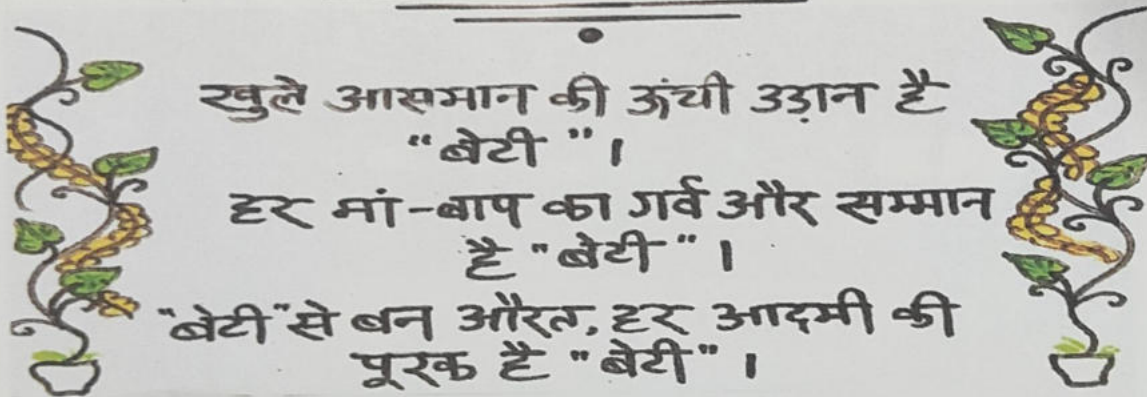 खुले आसमान की ऊंची उड़ान है
"बेटी" ।
हर मां-बाप का गर्व और सम्मान
है "बेटी" ।
"बेटी" से बन औरत, हर आदमी की
पूरक है "बेटी" ।